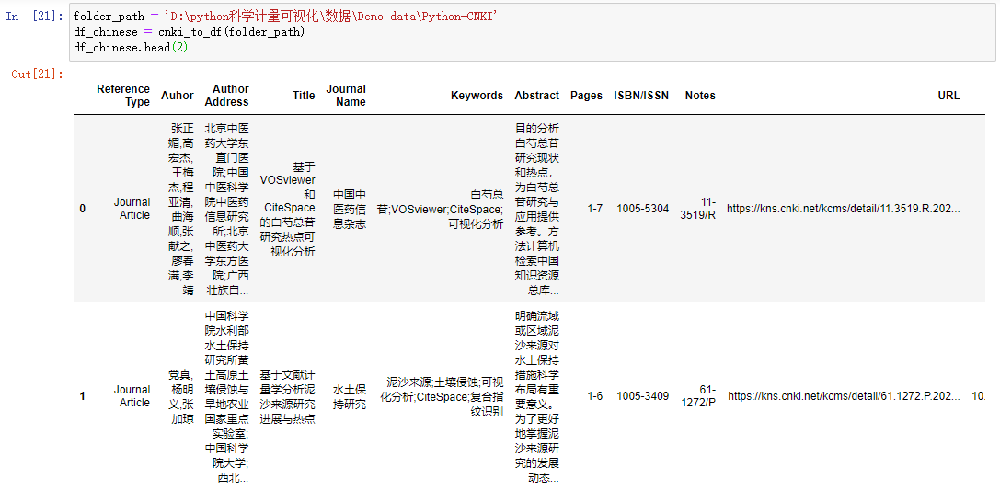 In [21]:
folder_path = 'D:\python科学计量可视化\数据\Demo data\Python-CNKI'
df_chinese = cnki_to_df(folder_path)
df_chinese.head(2)
Out[21]:
Reference Type Auhor Author Address Title Journal Name Keywords Abstract Pages ISBN/ISSN Notes URL
0
Journal
Article
张正
媚,高
宏杰,
王梅
杰,程
亚清,
曲海
顺,张
献之,
廖春
满,李
靖
北京中医
药大学东
直门医
院;中国
中医科学
院中医药
信息研究
所;北京
中医药大
学东方医
院;广西
壮族自...
基于
VOSviewer
和
CiteSpace
的白芍总苷
研究热点可
视化分析
中国中
医药信
息杂志
白芍总
苷;VOSviewer;CiteSpace;
可视化分析
目的分析
白芍总苷
研究现状
和热点,
为白芍总
苷研究与
应用提供
参考。方
法计算机
检索中国
知识资源
总库...
1-7
1005-5304
11-
3519/R
https://kns.cnki.net/kcms/detail/11.3519.R.202...
1
Journal
Article
党真,
杨明
义,张
加琼
中国科学
院水利部
水土保持
研究所黄
土高原土
壤侵蚀与
旱地农业
国家重点
实验室;
中国科学
院大学;
西北...
基于文献计
量学分析泥
沙来源研究
进展与热点
水土保
持研究
泥沙来源;土壤侵蚀;可视
化分析;CiteSpace;复合指
纹识别
明确流域
或区域泥
沙来源对
水土保持
措施科学
布局有重
要意义。
为了更好
地掌握泥
沙来源研
究的发展
动态...
1-6
1005-3409
61-
1272/P
https://kns.cnki.net/kcms/detail/61.1272.P.202...
10.